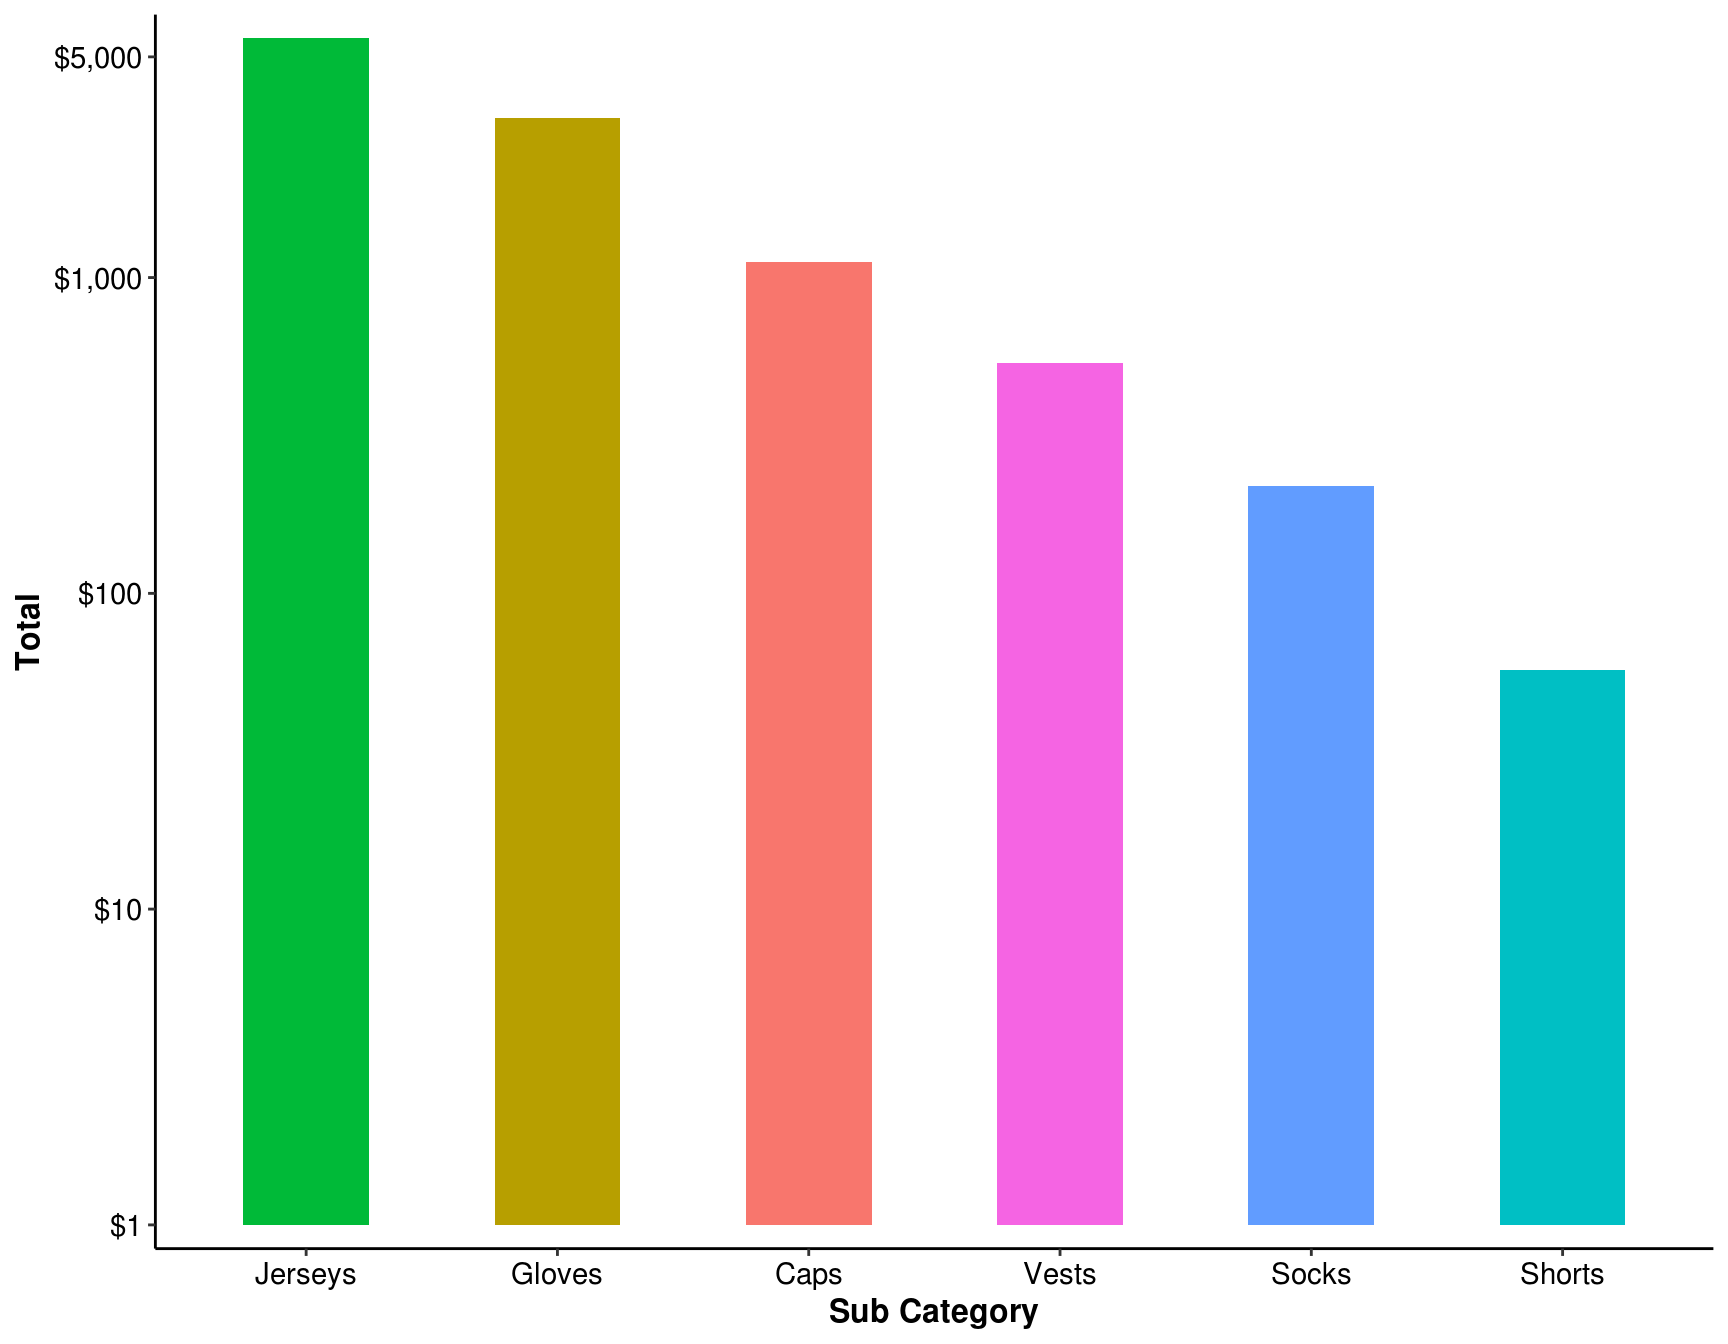 $5,000
$1,000
$100
$10
$1
Total
Jerseys Gloves Caps Vests Socks Shorts
Sub Category